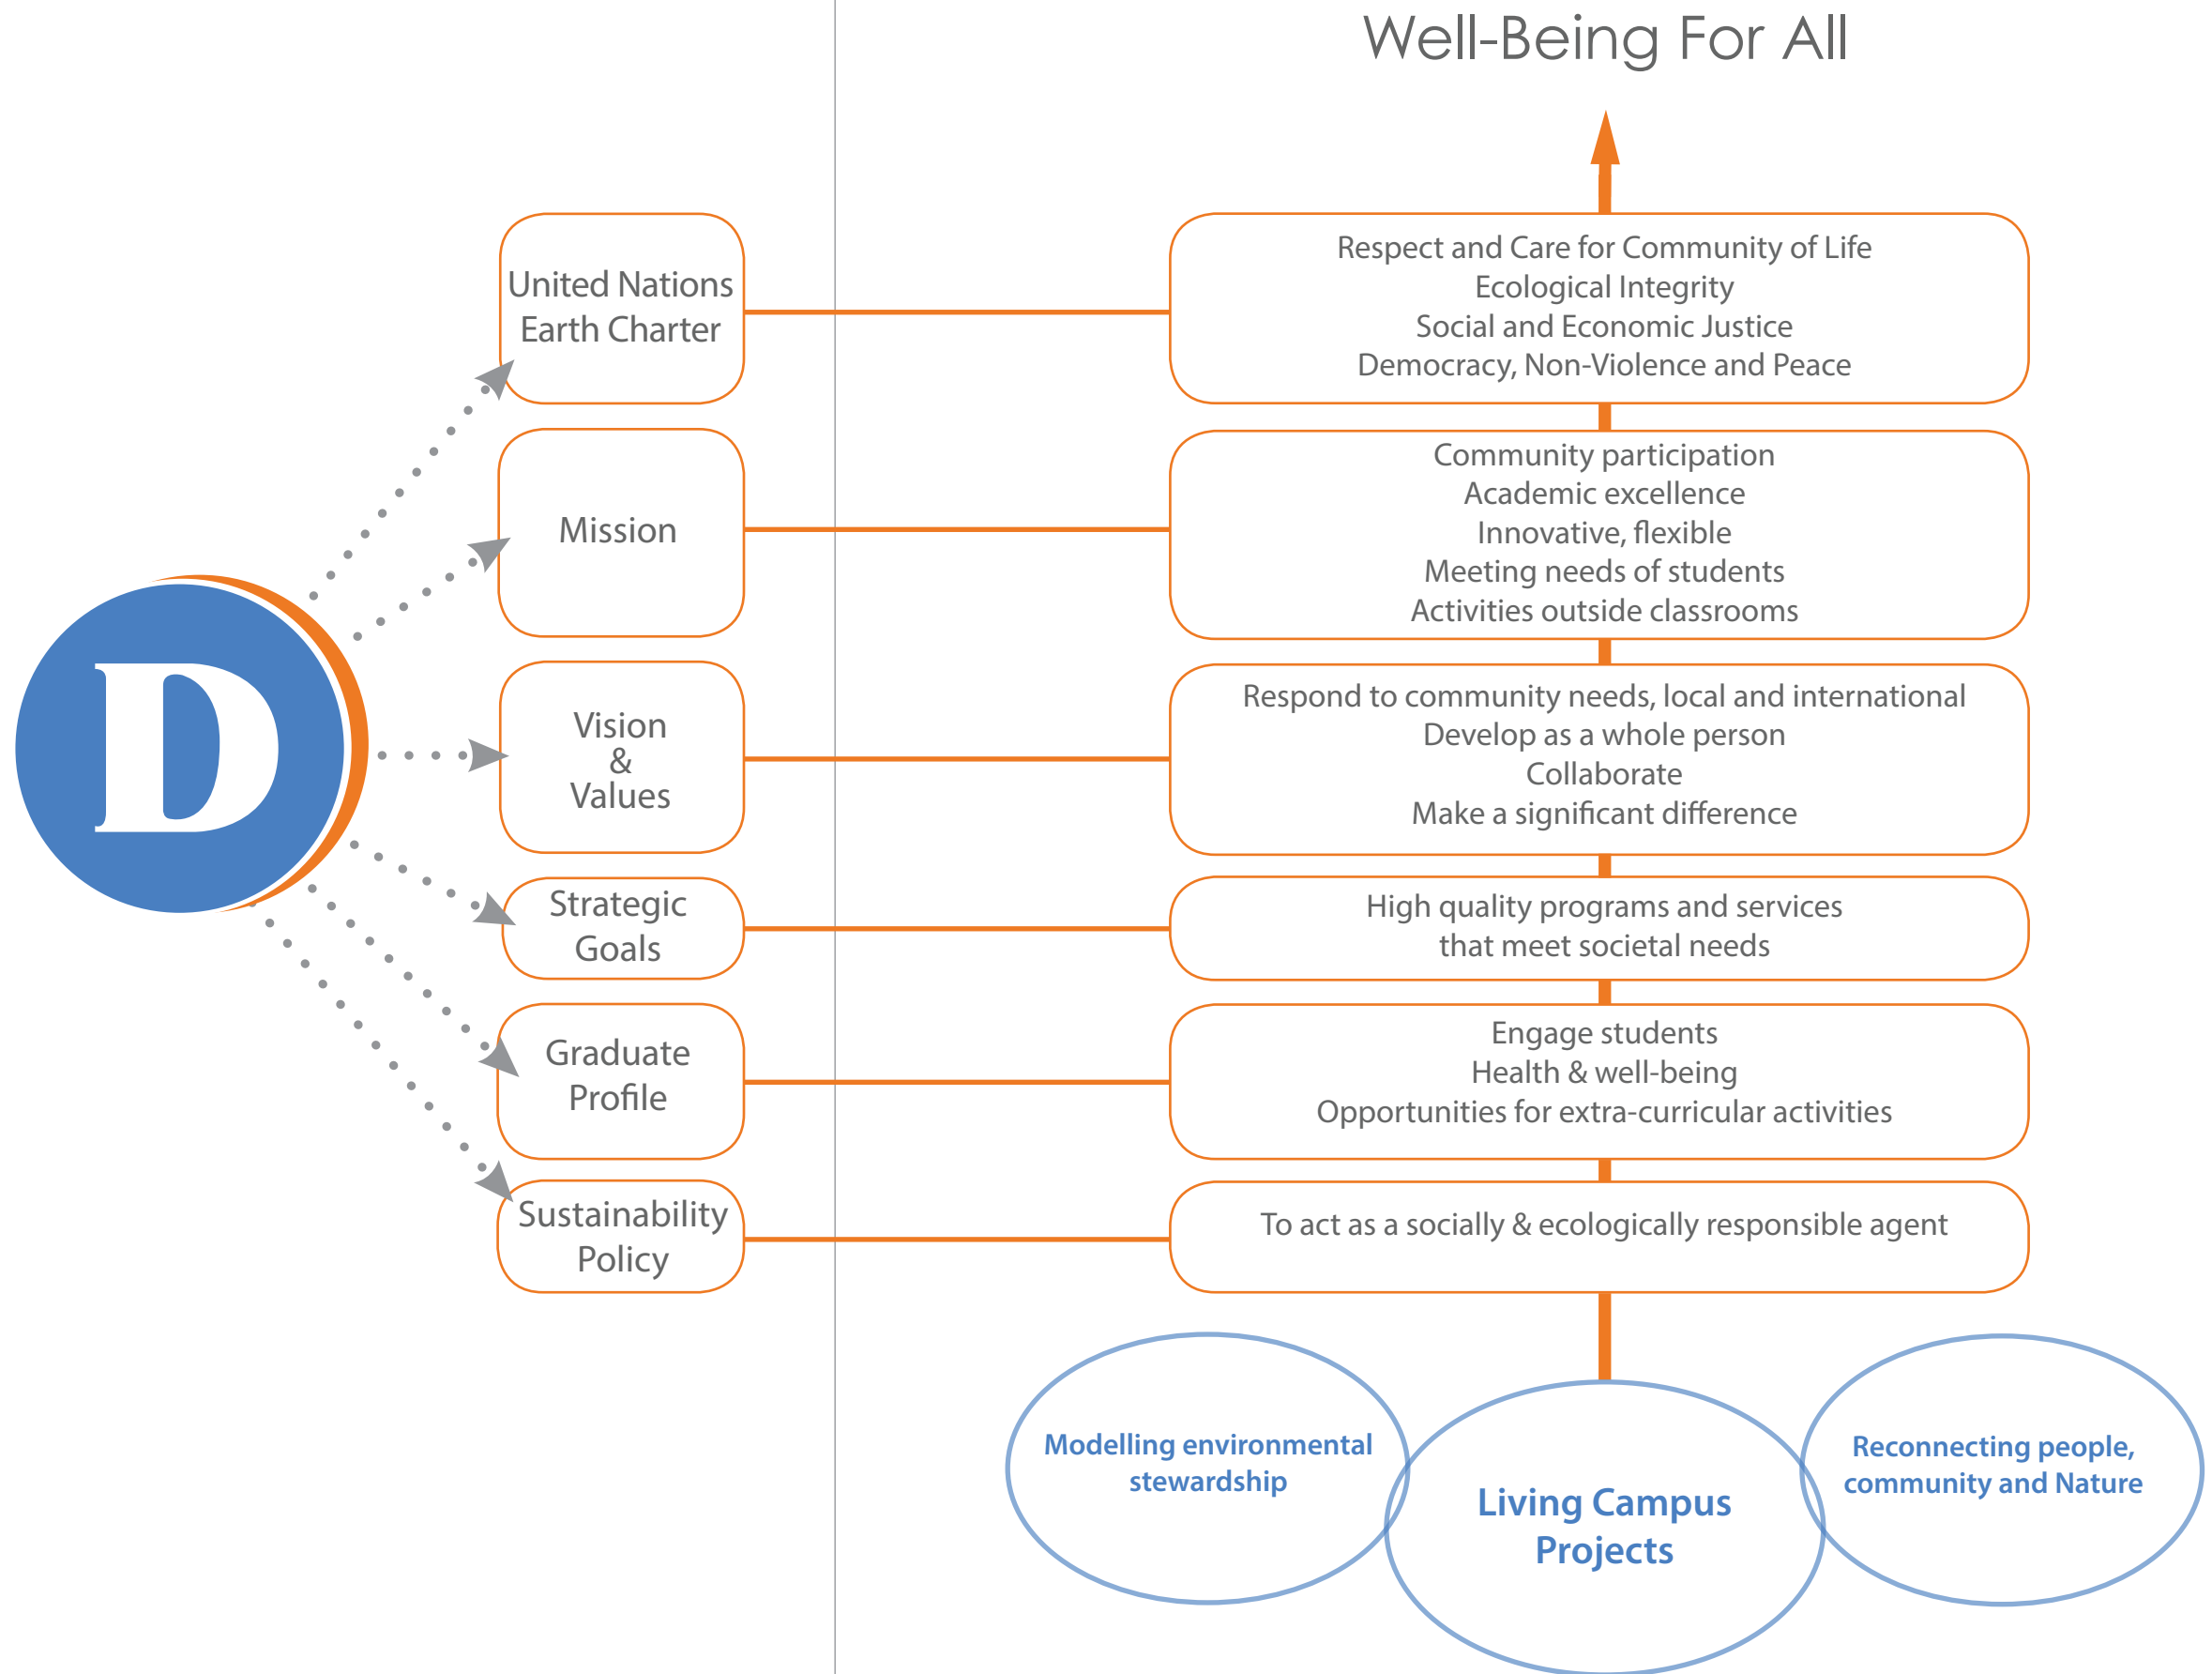 Well-Being For All
D
United Nations
Earth Charter
Respect and Care for Community of Life
Ecological Integrity
Social and Economic Justice
Democracy, Non-Violence and Peace
Mission
Community participation
Academic excellence
Innovative, flexible
Meeting needs of students
Activities outside classrooms
Vision
&
Values
Respond to community needs, local and international
Develop as a whole person
Collaborate
Make a significant difference
Strategic
Goals
High quality programs and services
that meet societal needs
Graduate
Profile
Engage students
Health & well-being
Opportunities for extra-curricular activities
Sustainability
Policy
To act as a socially & ecologically responsible agent
Modelling environmental
stewardship
Living Campus
Projects
Reconnecting people,
community and Nature